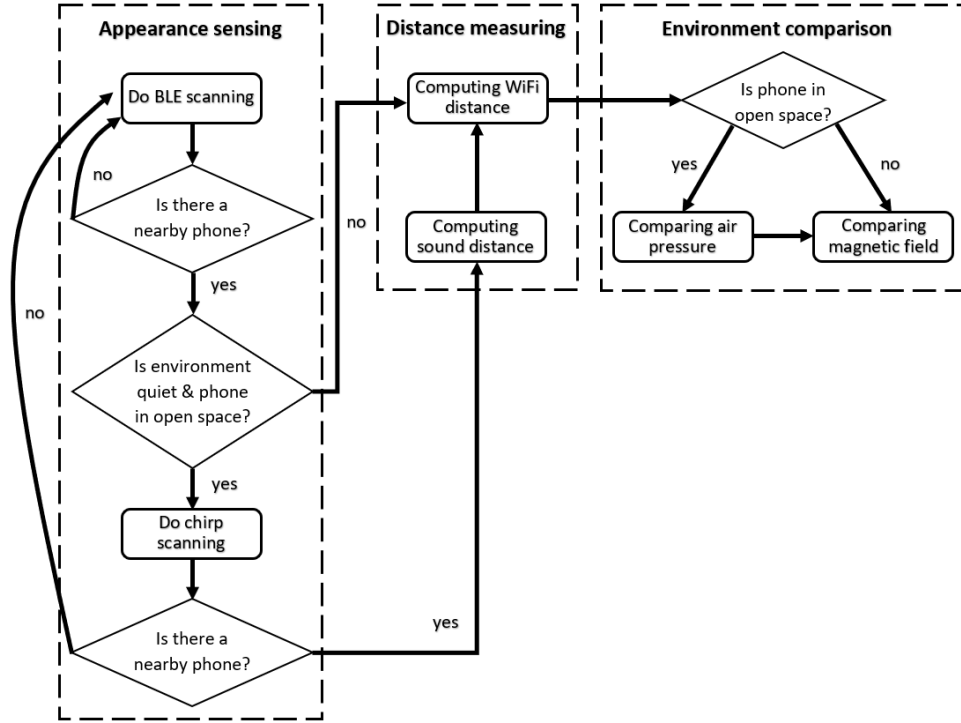 Appearance sensing
Do BLE scanning
no
Is there a
nearby phone?
yes
no
Is environment
quiet & phone
in open space?
no
yes
Do chirp
scanning
Is there a
nearby phone?
yes
Distance measuring
Computing WiFi
distance
Computing
sound distance
Environment comparison
Is phone in
open space?
yes
no
Comparing air
pressure
Comparing
magnetic field